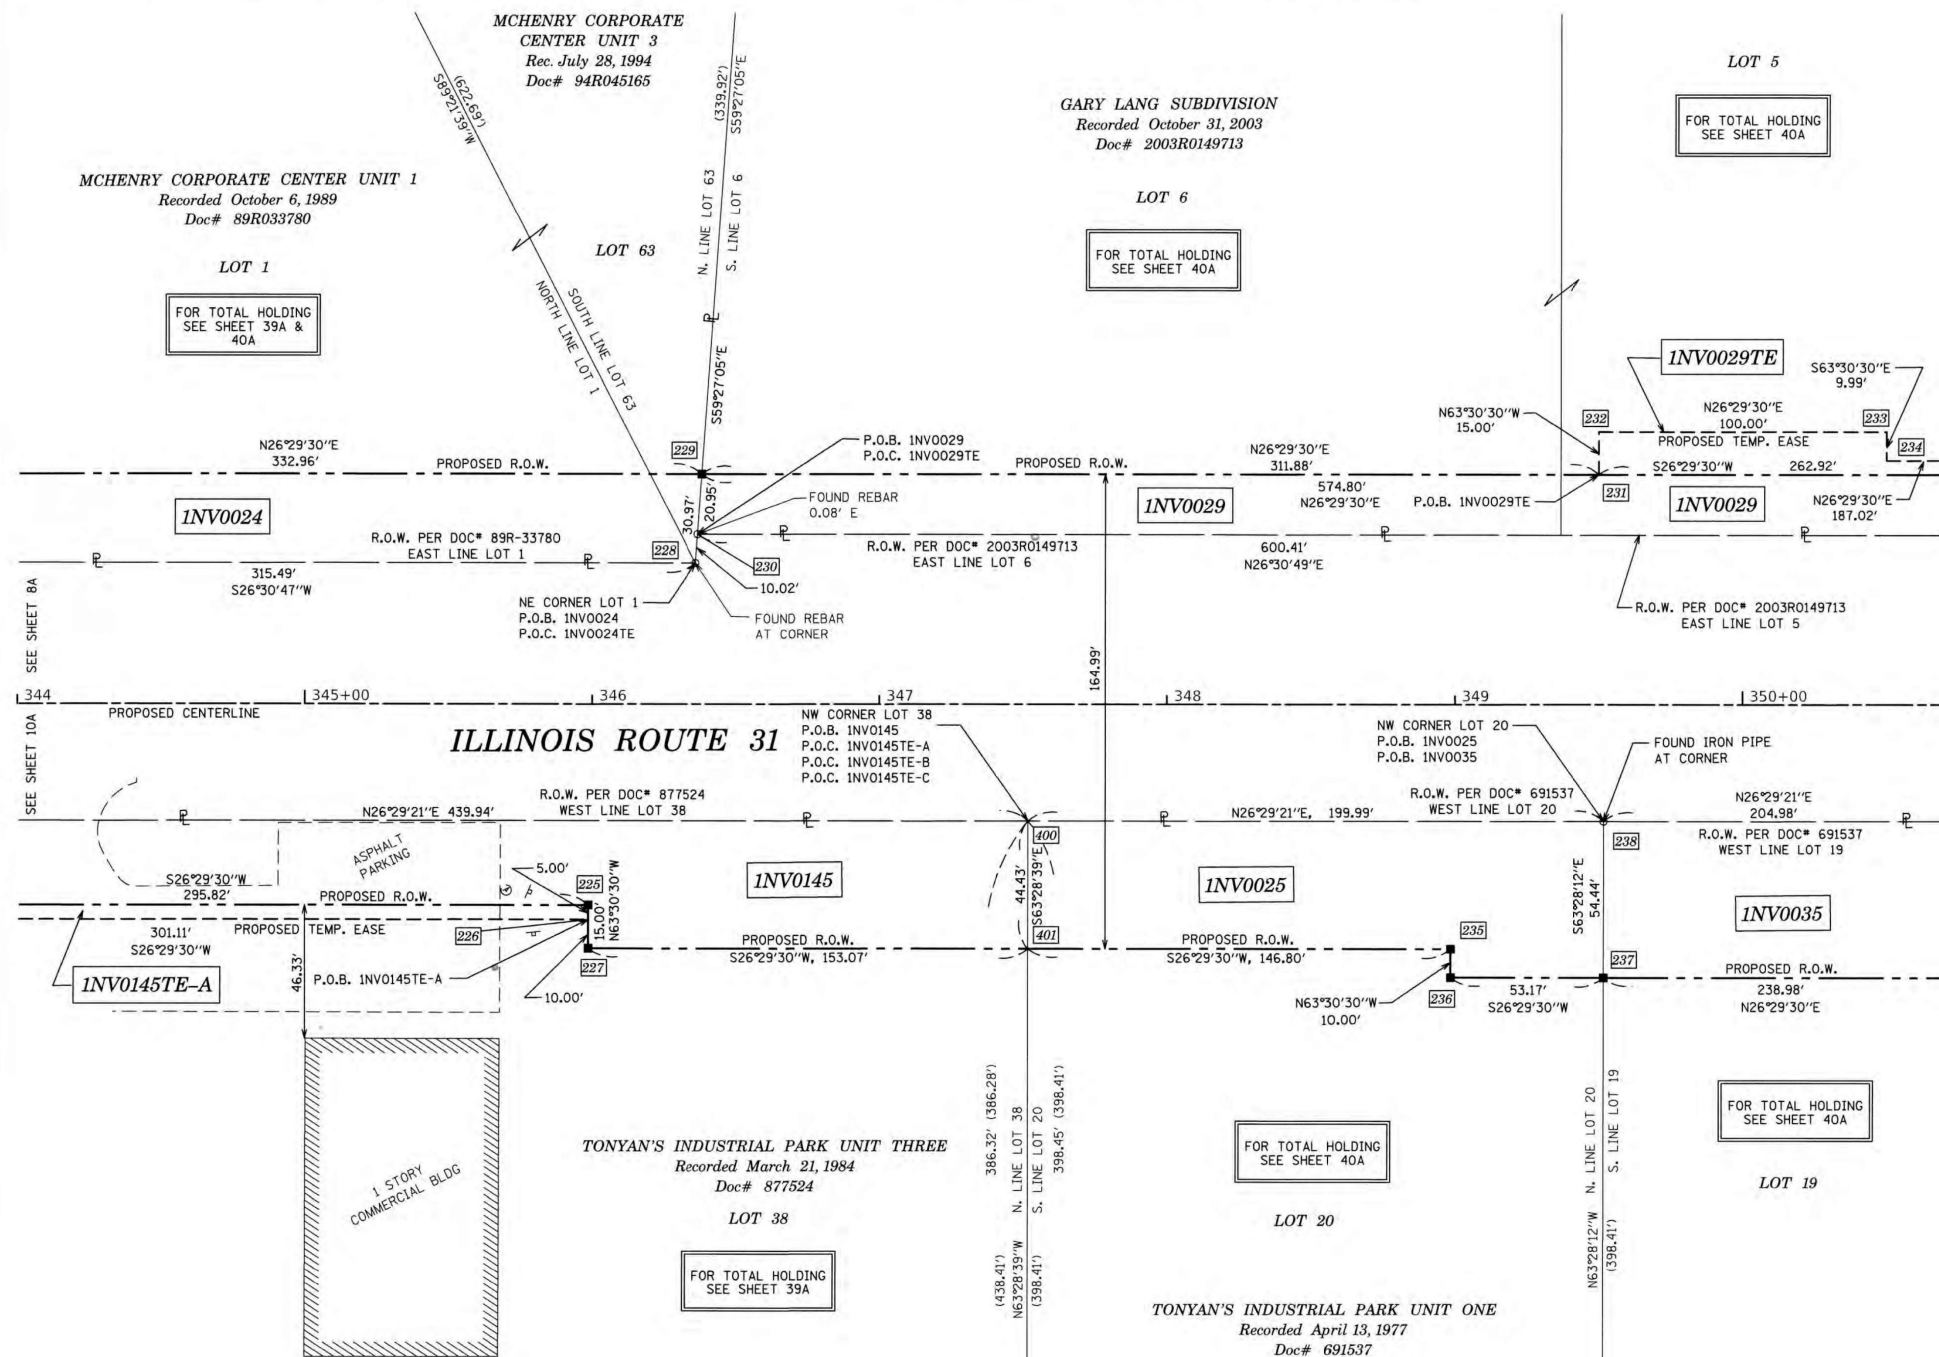 MCHENRY CORPORATE
CENTER UNIT 3
Rec. July 28, 1994
Doc# 94R045165
(622.69')
S89°21'39"W
(339.92')
S59°27'05"E
N. LINE LOT 63
S. LINE LOT 6
LOT 5
FOR TOTAL HOLDING
SEE SHEET 40A
GARY LANG SUBDIVISION
Recorded October 31, 2003
Doc# 2003R0149713
LOT 6
FOR TOTAL HOLDING
SEE SHEET 40A
MCHENRY CORPORATE CENTER UNIT 1
Recorded October 6, 1989
Doc# 89R033780
LOT 1
FOR TOTAL HOLDING
SEE SHEET 39A &
40A
LOT 63
SOUTH LINE LOT 63
NORTH LINE LOT 1
S59°27'05"E
1NV0029TE
S63°30'30"E
9.99'
N63°30'30"W
15.00'
232
N26°29'30"E
100.00'
233
PROPOSED TEMP. EASE
234
N26°29'30"E
332.96'
PROPOSED R.O.W.
229
P.O.B. 1NV0029
P.O.C. 1NV0029TE
PROPOSED R.O.W.
N26°29'30"E
311.88'
S26°29'30"W 262.92'
574.80'
N26°29'30"E
P.O.B. 1NV0029TE
231
1NV0029
N26°29'30"E
187.02'
1NV0024
30.97'
20.95'
FOUND REBAR
0.08' E
1NV0029
R.O.W. PER DOC# 89R-33780
EAST LINE LOT 1
228
230
R.O.W. PER DOC# 2003R0149713
EAST LINE LOT 6
600.41'
N26°30'49"E
315.49'
S26°30'47"W
10.02'
NE CORNER LOT 1
P.O.B. 1NV0024
P.O.C. 1NV0024TE
FOUND REBAR
AT CORNER
R.O.W. PER DOC# 2003R0149713
EAST LINE LOT 5
SEE SHEET 8A
SEE SHEET 10A
164.99'
344
345+00
346
347
348
349
350+00
PROPOSED CENTERLINE
ILLINOIS ROUTE 31
NW CORNER LOT 38
P.O.B. 1NV0145
P.O.C. 1NV0145TE-A
P.O.C. 1NV0145TE-B
P.O.C. 1NV0145TE-C
NW CORNER LOT 20
P.O.B. 1NV0025
P.O.B. 1NV0035
FOUND IRON PIPE
AT CORNER
N26°29'21"E 439.94'
R.O.W. PER DOC# 877524
WEST LINE LOT 38
N26°29'21"E, 199.99'
R.O.W. PER DOC# 691537
WEST LINE LOT 20
N26°29'21"E
204.98'
R.O.W. PER DOC# 691537
WEST LINE LOT 19
400
238
ASPHALT
PARKING
S26°29'30"W
295.82'
PROPOSED R.O.W.
5.00'
225
15.00'
N63°30'30"W
1NV0145
44.43'
S63°28'39"E
1NV0025
S63°28'12"E
54.44'
1NV0035
301.11'
S26°29'30"W
PROPOSED TEMP. EASE
226
227
PROPOSED R.O.W.
S26°29'30"W, 153.07'
401
PROPOSED R.O.W.
S26°29'30"W, 146.80'
235
237
PROPOSED R.O.W.
238.98'
N26°29'30"E
1NV0145TE-A
46.33'
P.O.B. 1NV0145TE-A
10.00'
N63°30'30"W
10.00'
236
53.17'
S26°29'30"W
1 STORY
COMMERCIAL BLDG
TONYAN'S INDUSTRIAL PARK UNIT THREE
Recorded March 21, 1984
Doc# 877524
LOT 38
FOR TOTAL HOLDING
SEE SHEET 39A
386.32' (386.28')
(438.41')
N63°28'39"W N. LINE LOT 38
(398.41') S. LINE LOT 20
398.45' (398.41')
FOR TOTAL HOLDING
SEE SHEET 40A
LOT 20
N63°28'12"W N. LINE LOT 20
(398.41') S. LINE LOT 19
FOR TOTAL HOLDING
SEE SHEET 40A
LOT 19
TONYAN'S INDUSTRIAL PARK UNIT ONE
Recorded April 13, 1977
Doc# 691537